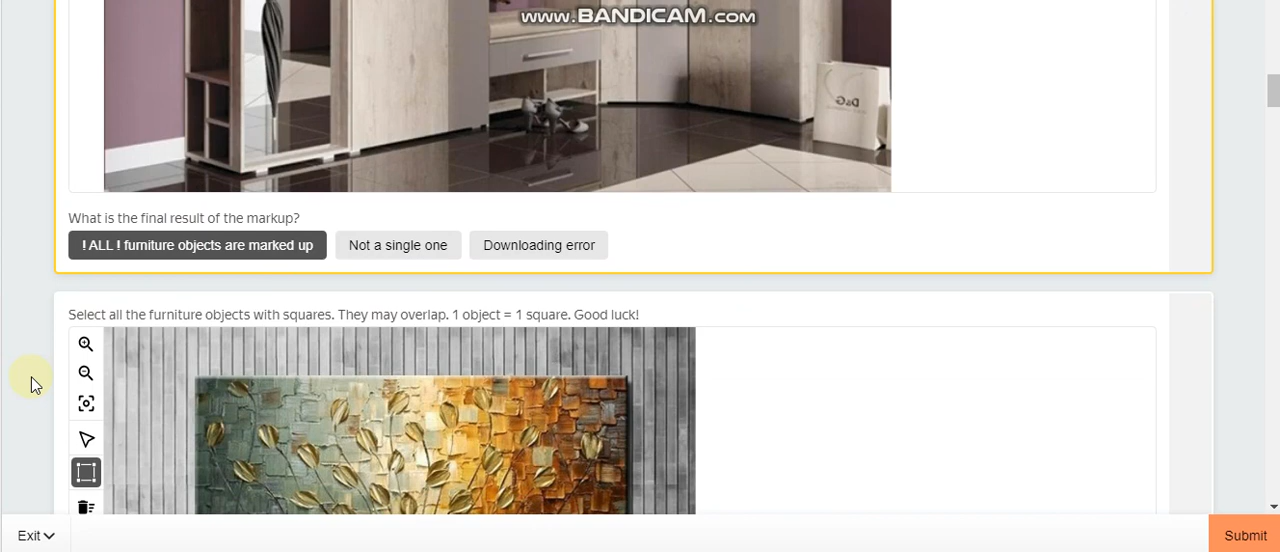 www.BANDICAM.com
D&G
What is the final result of the markup?
! ALL ! furniture objects are marked up
Not a single one
Downloading error
Select all the furniture objects with squares. They may overlap. 1 object = 1 square. Good luck!
Exit
Submit